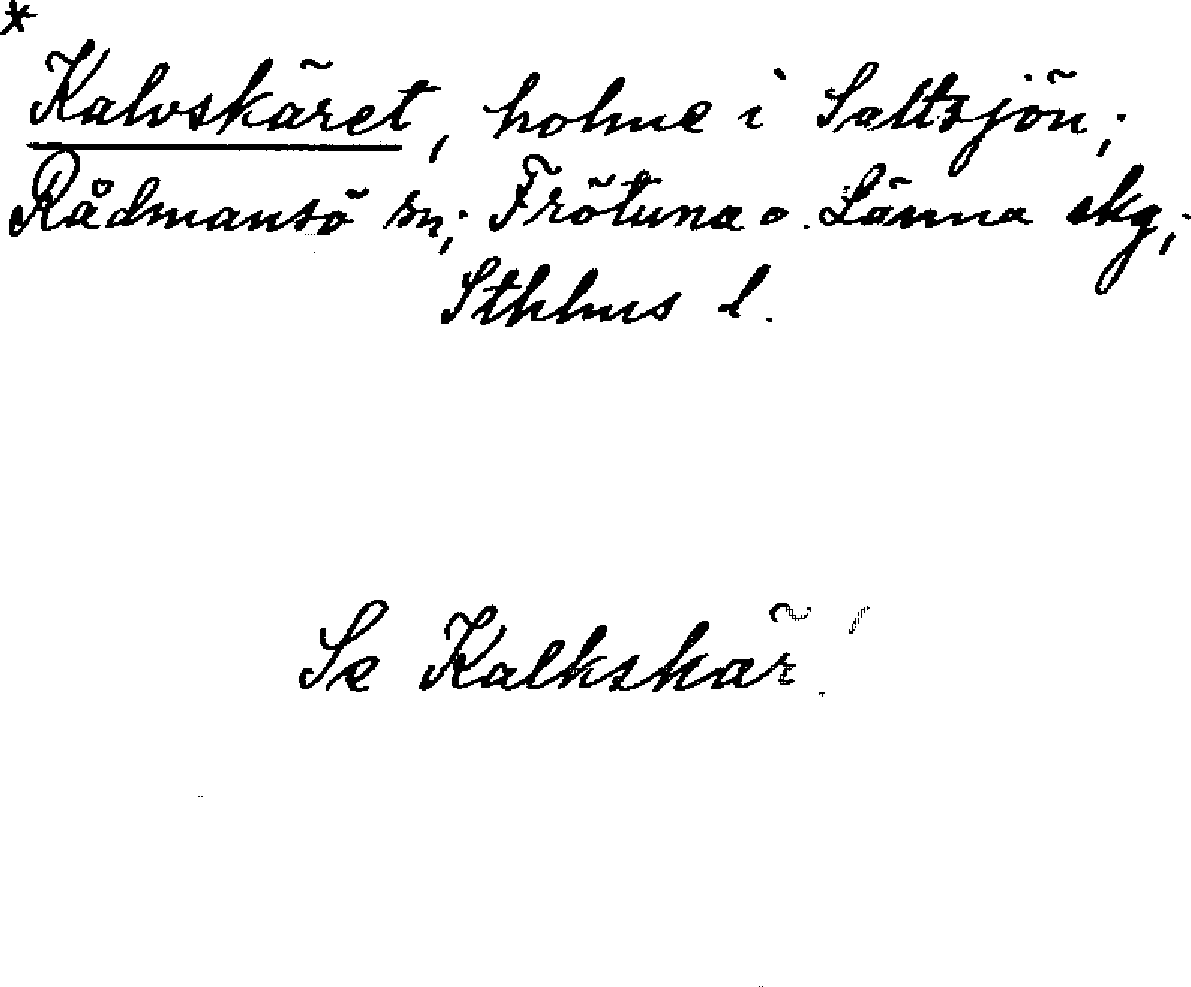 *
Kalvskäret, holme i Saltsjön;
Rådmansö sn; Frötuna o. Länna skg;
Sthlms l.
Se Kalkskär!